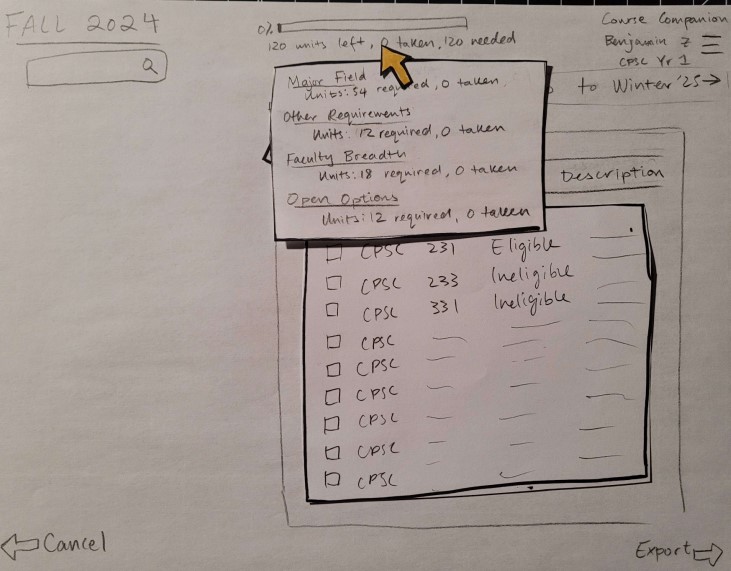 FALL 2024
0%
120 units left, 0 taken, 120 needed
Course Companion
Benjamin Z
CPSC Yr 1
to Winter '25
Major Field
Units: 54 required, 0 taken
Other Requirements
Units: 12 required, 0 taken
Faculty Breadth
Units: 18 required, 0 taken
Open Options
Units: 12 required, 0 taken
Description
CPSC 231 Eligible
CPSC 233 Ineligible
CPSC 331 Ineligible
CPSC
CPSC
CPSC
CPSC
CPSC
CPSC
Cancel
Export